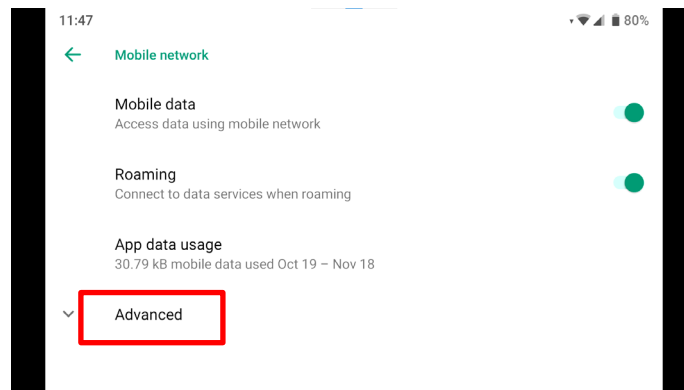 11:47 80%
Mobile network
Mobile data
Access data using mobile network
Roaming
Connect to data services when roaming
App data usage
30.79 kB mobile data used Oct 19 – Nov 18
Advanced